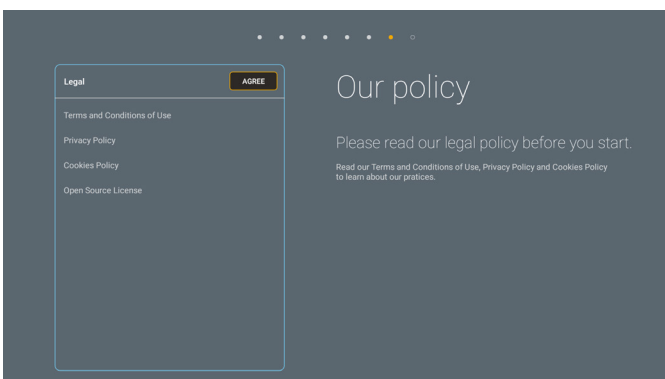 Legal
AGREE
Terms and Conditions of Use
Privacy Policy
Cookies Policy
Open Source License
Our policy
Please read our legal policy before you start.
Read our Terms and Conditions of Use, Privacy Policy and Cookies Policy
to learn about our pratices.